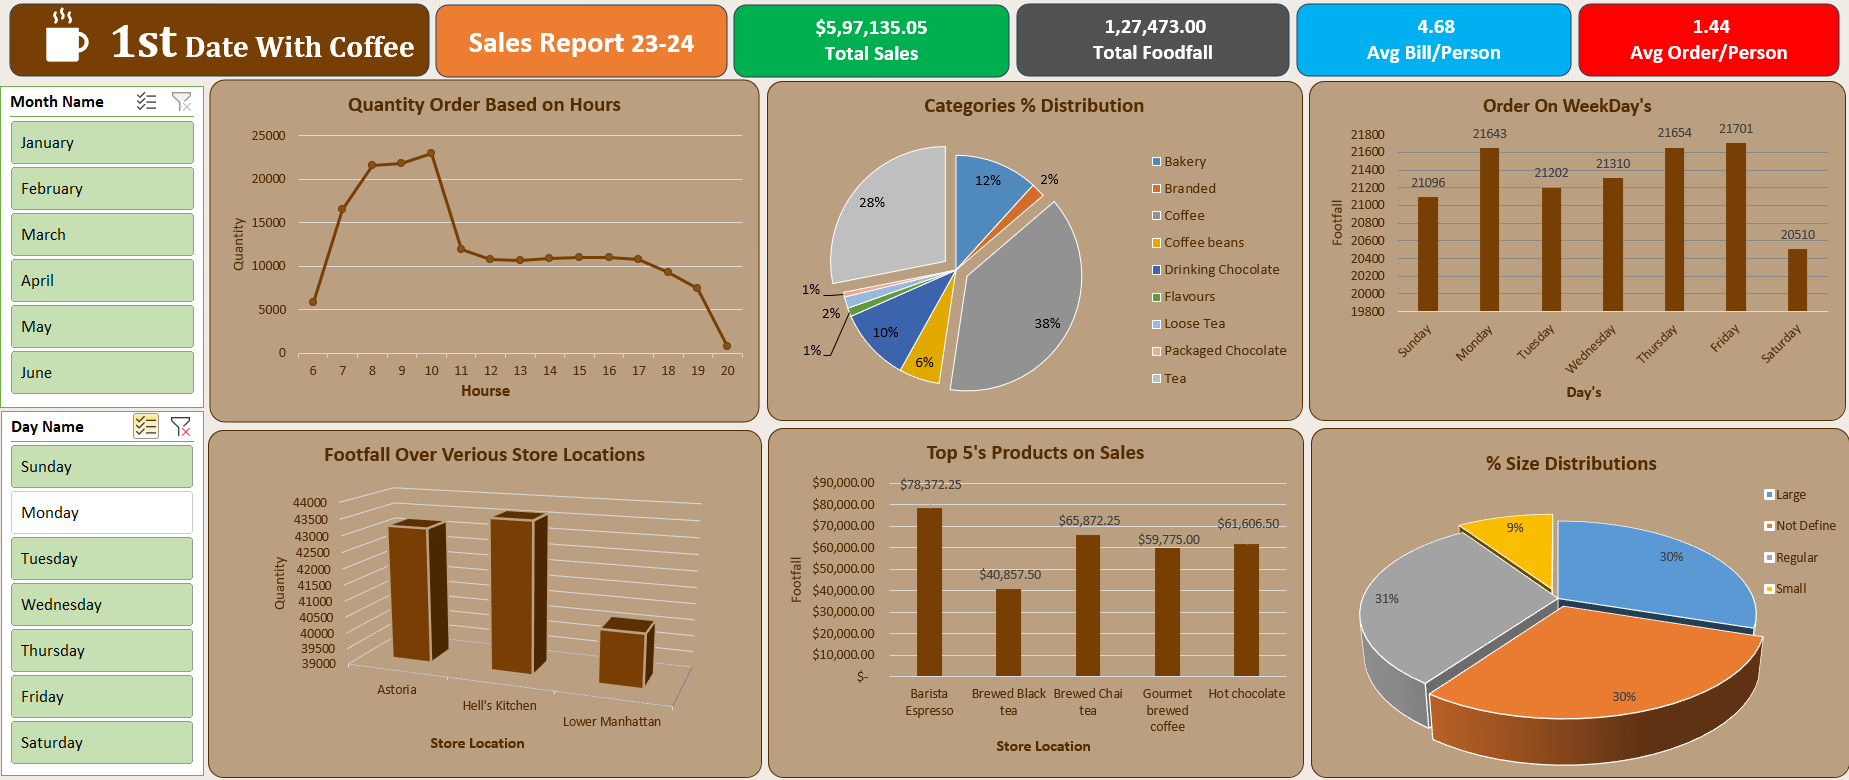 1st Date With Coffee
Sales Report 23-24
$5,97,135.05
Total Sales
1,27,473.00
Total Foodfall
4.68
Avg Bill/Person
1.44
Avg Order/Person
Month Name
January
February
March
April
May
June
Day Name
Sunday
Monday
Tuesday
Wednesday
Thursday
Friday
Saturday
Quantity Order Based on Hours
Quantity
25000
20000
15000
10000
5000
0
6 7 8 9 10 11 12 13 14 15 16 17 18 19 20
Hourse
Categories % Distribution
12%
2%
38%
6%
10%
1%
2%
1%
28%
Bakery
Branded
Coffee
Coffee beans
Drinking Chocolate
Flavours
Loose Tea
Packaged Chocolate
Tea
Order On WeekDay's
Footfall
21800
21600
21400
21200
21000
20800
20600
20400
20200
20000
19800
21096
21643
21202
21310
21654
21701
20510
Sunday
Monday
Tuesday
Wednesday
Thursday
Friday
Saturday
Day's
Footfall Over Verious Store Locations
Quantity
44000
43500
43000
42500
42000
41500
41000
40500
40000
39500
39000
Astoria
Hell's Kitchen
Lower Manhattan
Store Location
Top 5's Products on Sales
Footfall
$90,000.00
$80,000.00
$70,000.00
$60,000.00
$50,000.00
$40,000.00
$30,000.00
$20,000.00
$10,000.00
$-
$78,372.25
$40,857.50
$65,872.25
$59,775.00
$61,606.50
Barista
Espresso
Brewed Black
tea
Brewed Chai
tea
Gourmet
brewed
coffee
Hot chocolate
Store Location
% Size Distributions
30%
30%
31%
9%
Large
Not Define
Regular
Small